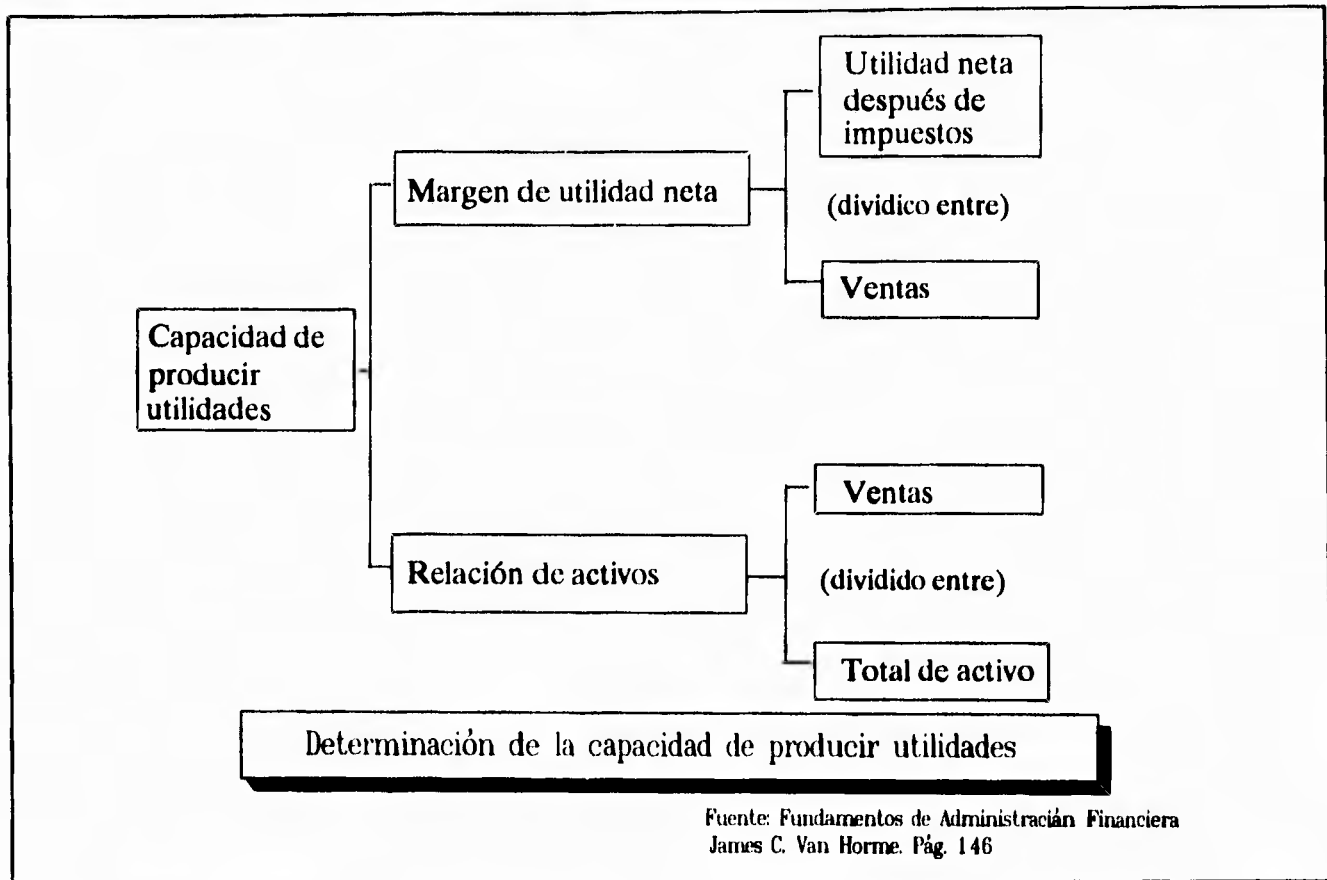 Utilidad neta
después de
impuestos
Margen de utilidad neta
(dividico entre)
Ventas
Capacidad de
producir
utilidades
Ventas
Relación de activos
(dividido entre)
Total de activo
Determinación de la capacidad de producir utilidades
Fuente: Fundamentos de Administracián Financiera
James C. Van Horme. Pág. 146